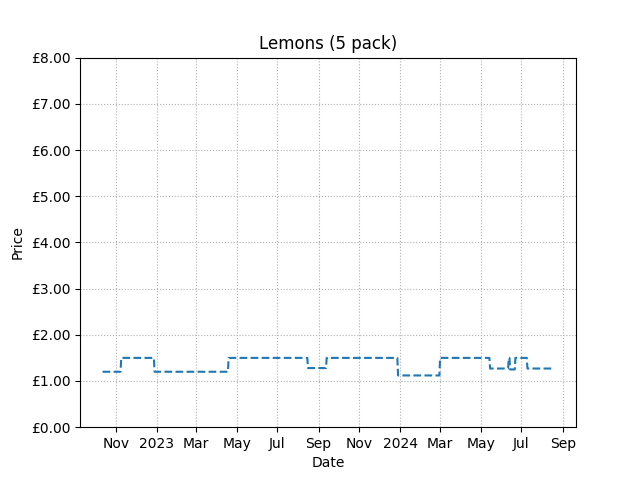 Lemons (5 pack)
£8.00
£7.00
£6.00
£5.00
£4.00
£3.00
£2.00
£1.00
£0.00
Price
Nov 2023 Mar May Jul Sep Nov 2024 Mar May Jul Sep
Date